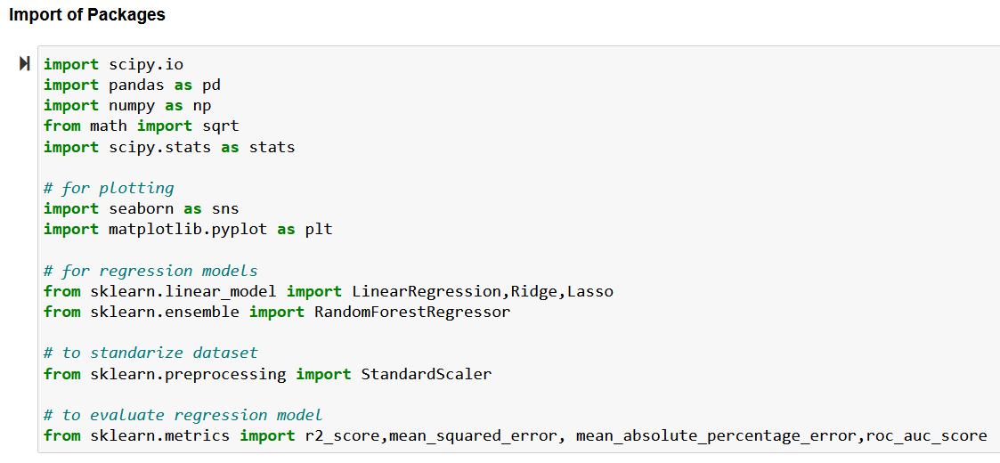 Import of Packages
import scipy.io
import pandas as pd
import numpy as np
from math import sqrt
import scipy.stats as stats
# for plotting
import seaborn as sns
import matplotlib.pyplot as plt
# for regression models
from sklearn.linear_model import LinearRegression,Ridge,Lasso
from sklearn.ensemble import RandomForestRegressor
# to standarize dataset
from sklearn.preprocessing import StandardScaler
# to evaluate regression model
from sklearn.metrics import r2_score,mean_squared_error, mean_absolute_percentage_error,roc_auc_score